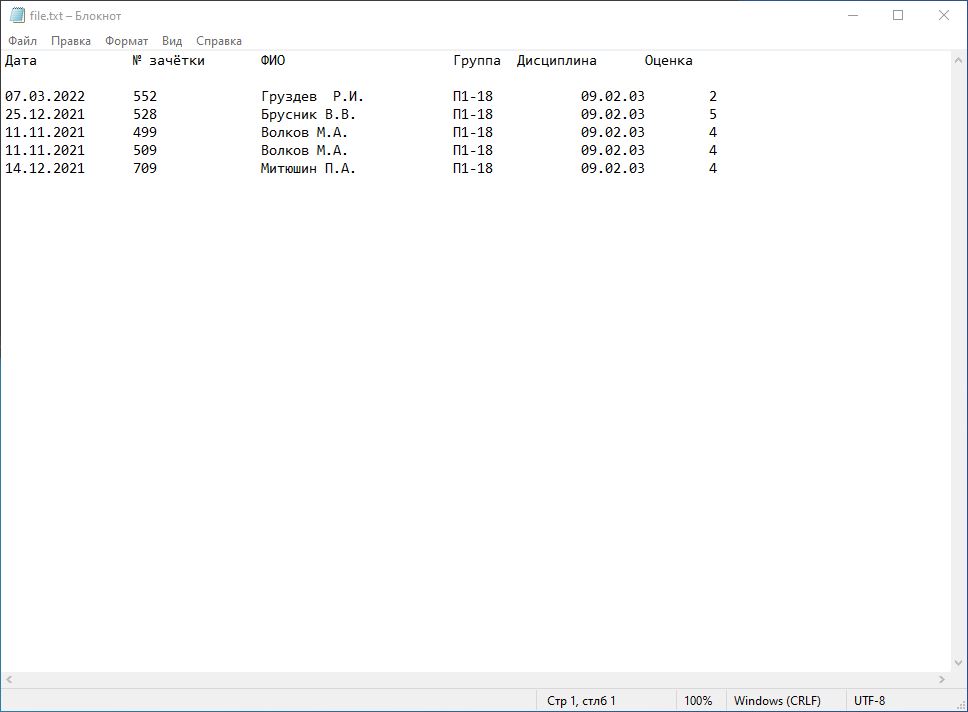 file.txt – Блокнот
Файл Правка Формат Вид Справка
Дата № зачётки ФИО Группа Дисциплина Оценка
07.03.2022 552 Груздев Р.И. П1-18 09.02.03 2
25.12.2021 528 Брусник В.В. П1-18 09.02.03 5
11.11.2021 499 Волков М.А. П1-18 09.02.03 4
11.11.2021 509 Волков М.А. П1-18 09.02.03 4
14.12.2021 709 Митюшин П.А. П1-18 09.02.03 4
Стр 1, стлб 1 100% Windows (CRLF) UTF-8